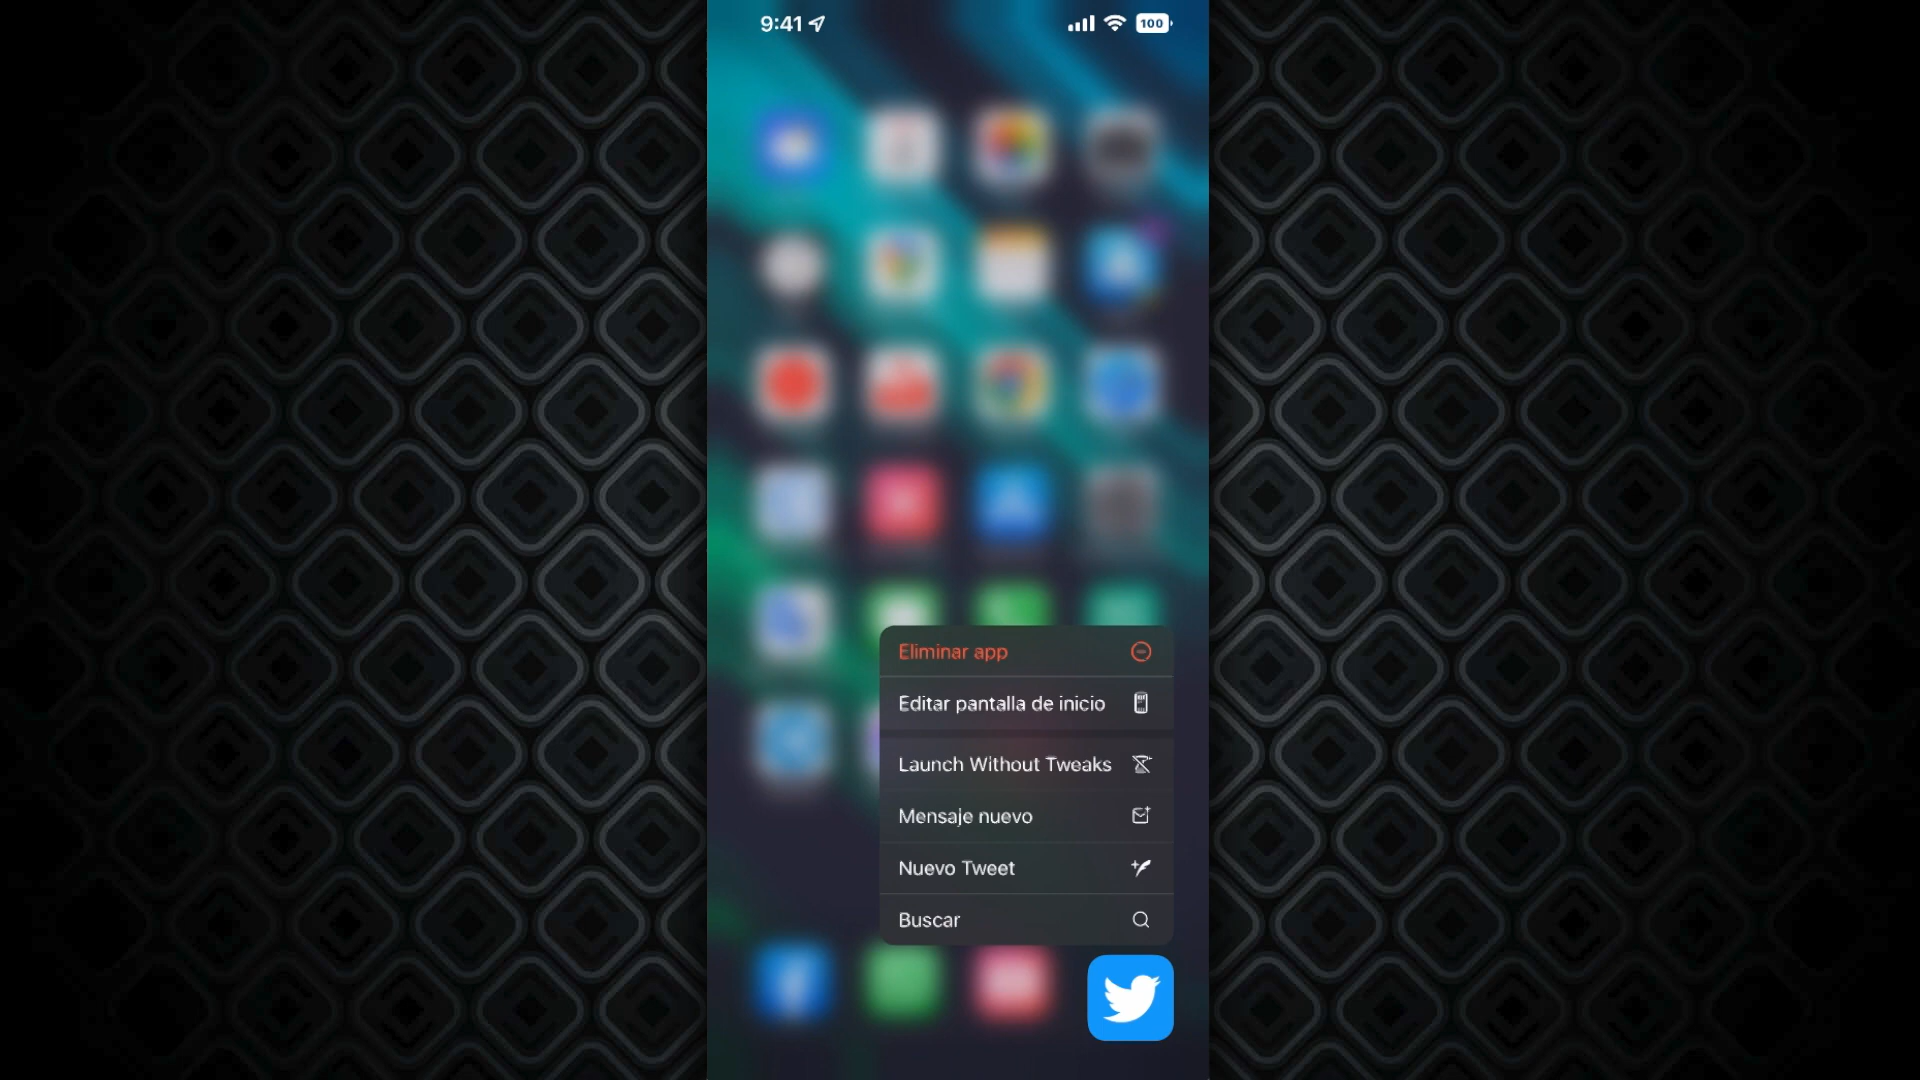 9:41
100
Eliminar app
Editar pantalla de inicio
Launch Without Tweaks
Mensaje nuevo
Nuevo Tweet
Buscar